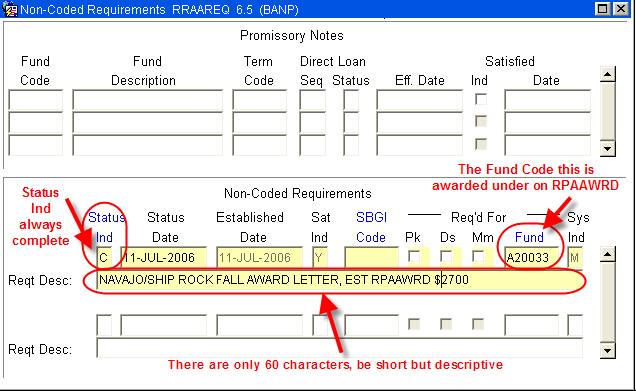 Non-Coded Requirements RRAAREQ 6.5 (BANP)
Promissory Notes
Fund Fund Term Direct Loan Satisfied
Code Description Code Seq Status Eff. Date Ind Date
The Fund Code this is
awarded under on RPAAWRD
Status
Ind
always
complete
Non-Coded Requirements
Status Status Established Sat SBGI Req'd For Sys
Ind Date Date Ind Code Pk Ds Mm Fund Ind
C 11-JUL-2006 11-JUL-2006 Y A20033 M
Reqt Desc: NAVAJO/SHIP ROCK FALL AWARD LETTER, EST RPAAWRD $2700
Reqt Desc:
There are only 60 characters, be short but descriptive